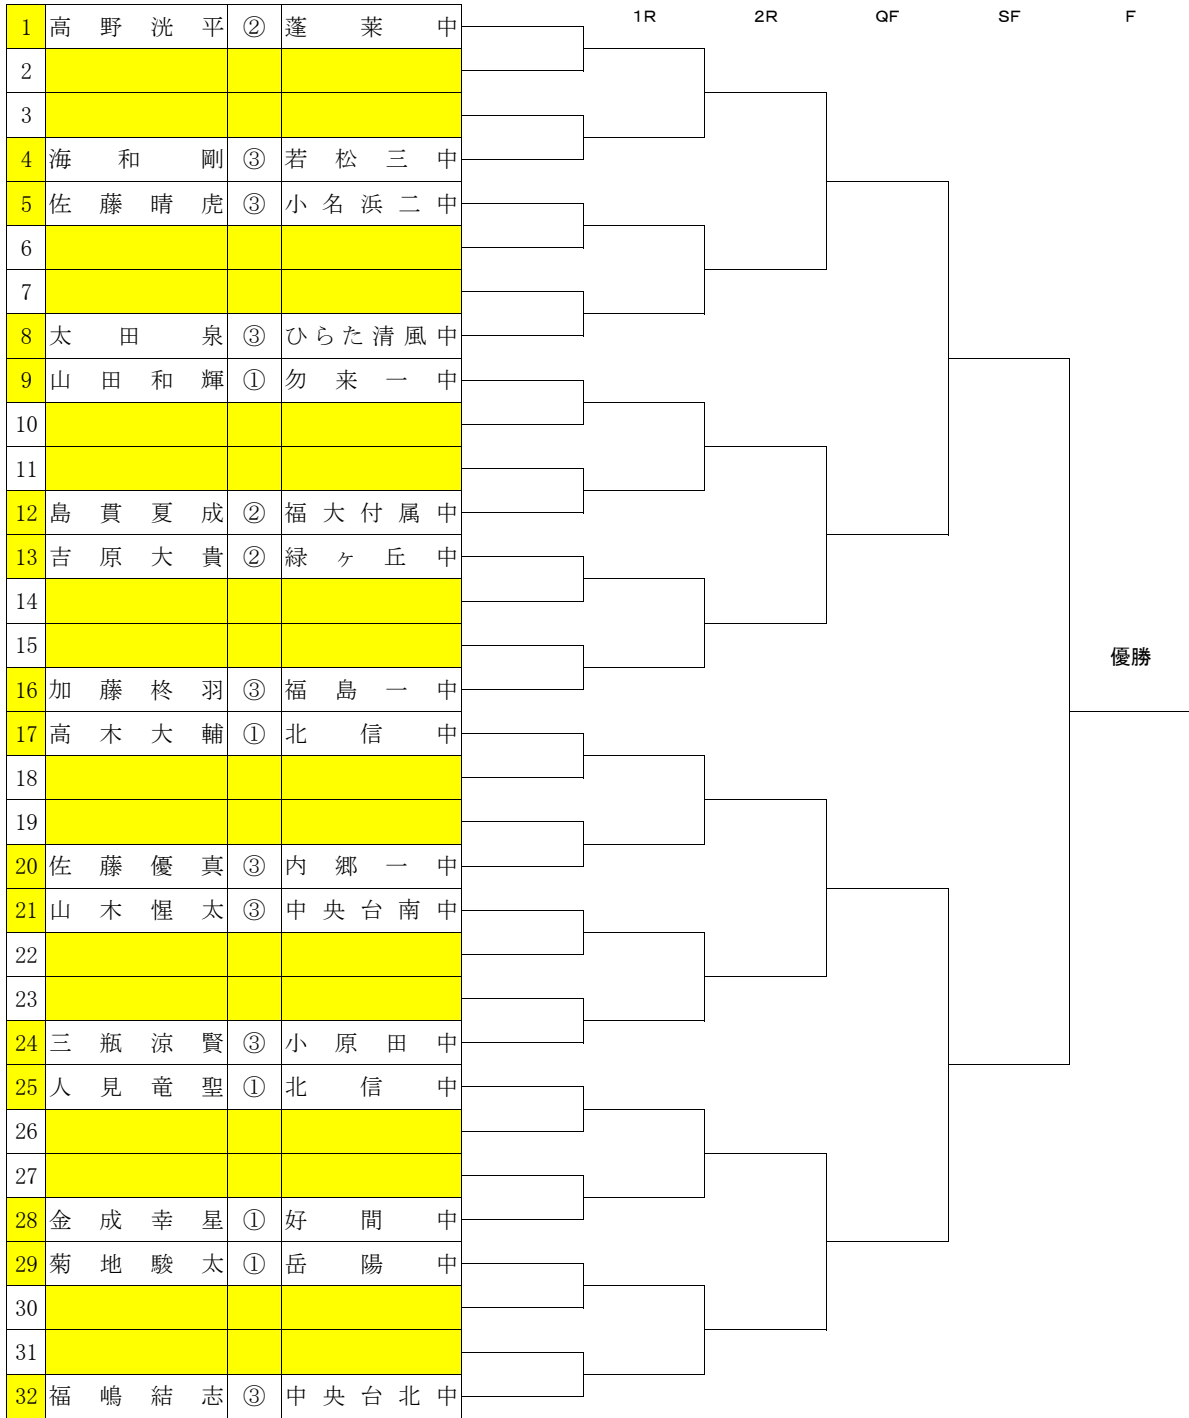 1R 2R QF SF F
1 高野洸平 ② 蓬莱中
2
3
4 海和剛 ③ 若松三中
5 佐藤晴虎 ③ 小名浜二中
6
7
8 太田泉 ③ ひらた清風中
9 山田和輝 ① 勿来一中
10
11
12 島貫夏成 ② 福大付属中
13 吉原大貴 ② 緑ヶ丘中
14
15
優勝
16 加藤柊羽 ③ 福島一中
17 高木大輔 ① 北信中
18
19
20 佐藤優真 ③ 内郷一中
21 山木惺太 ③ 中央台南中
22
23
24 三瓶涼賢 ③ 小原田中
25 人見竜聖 ① 北信中
26
27
28 金成幸星 ① 好間中
29 菊地駿太 ① 岳陽中
30
31
32 福嶋結志 ③ 中央台北中